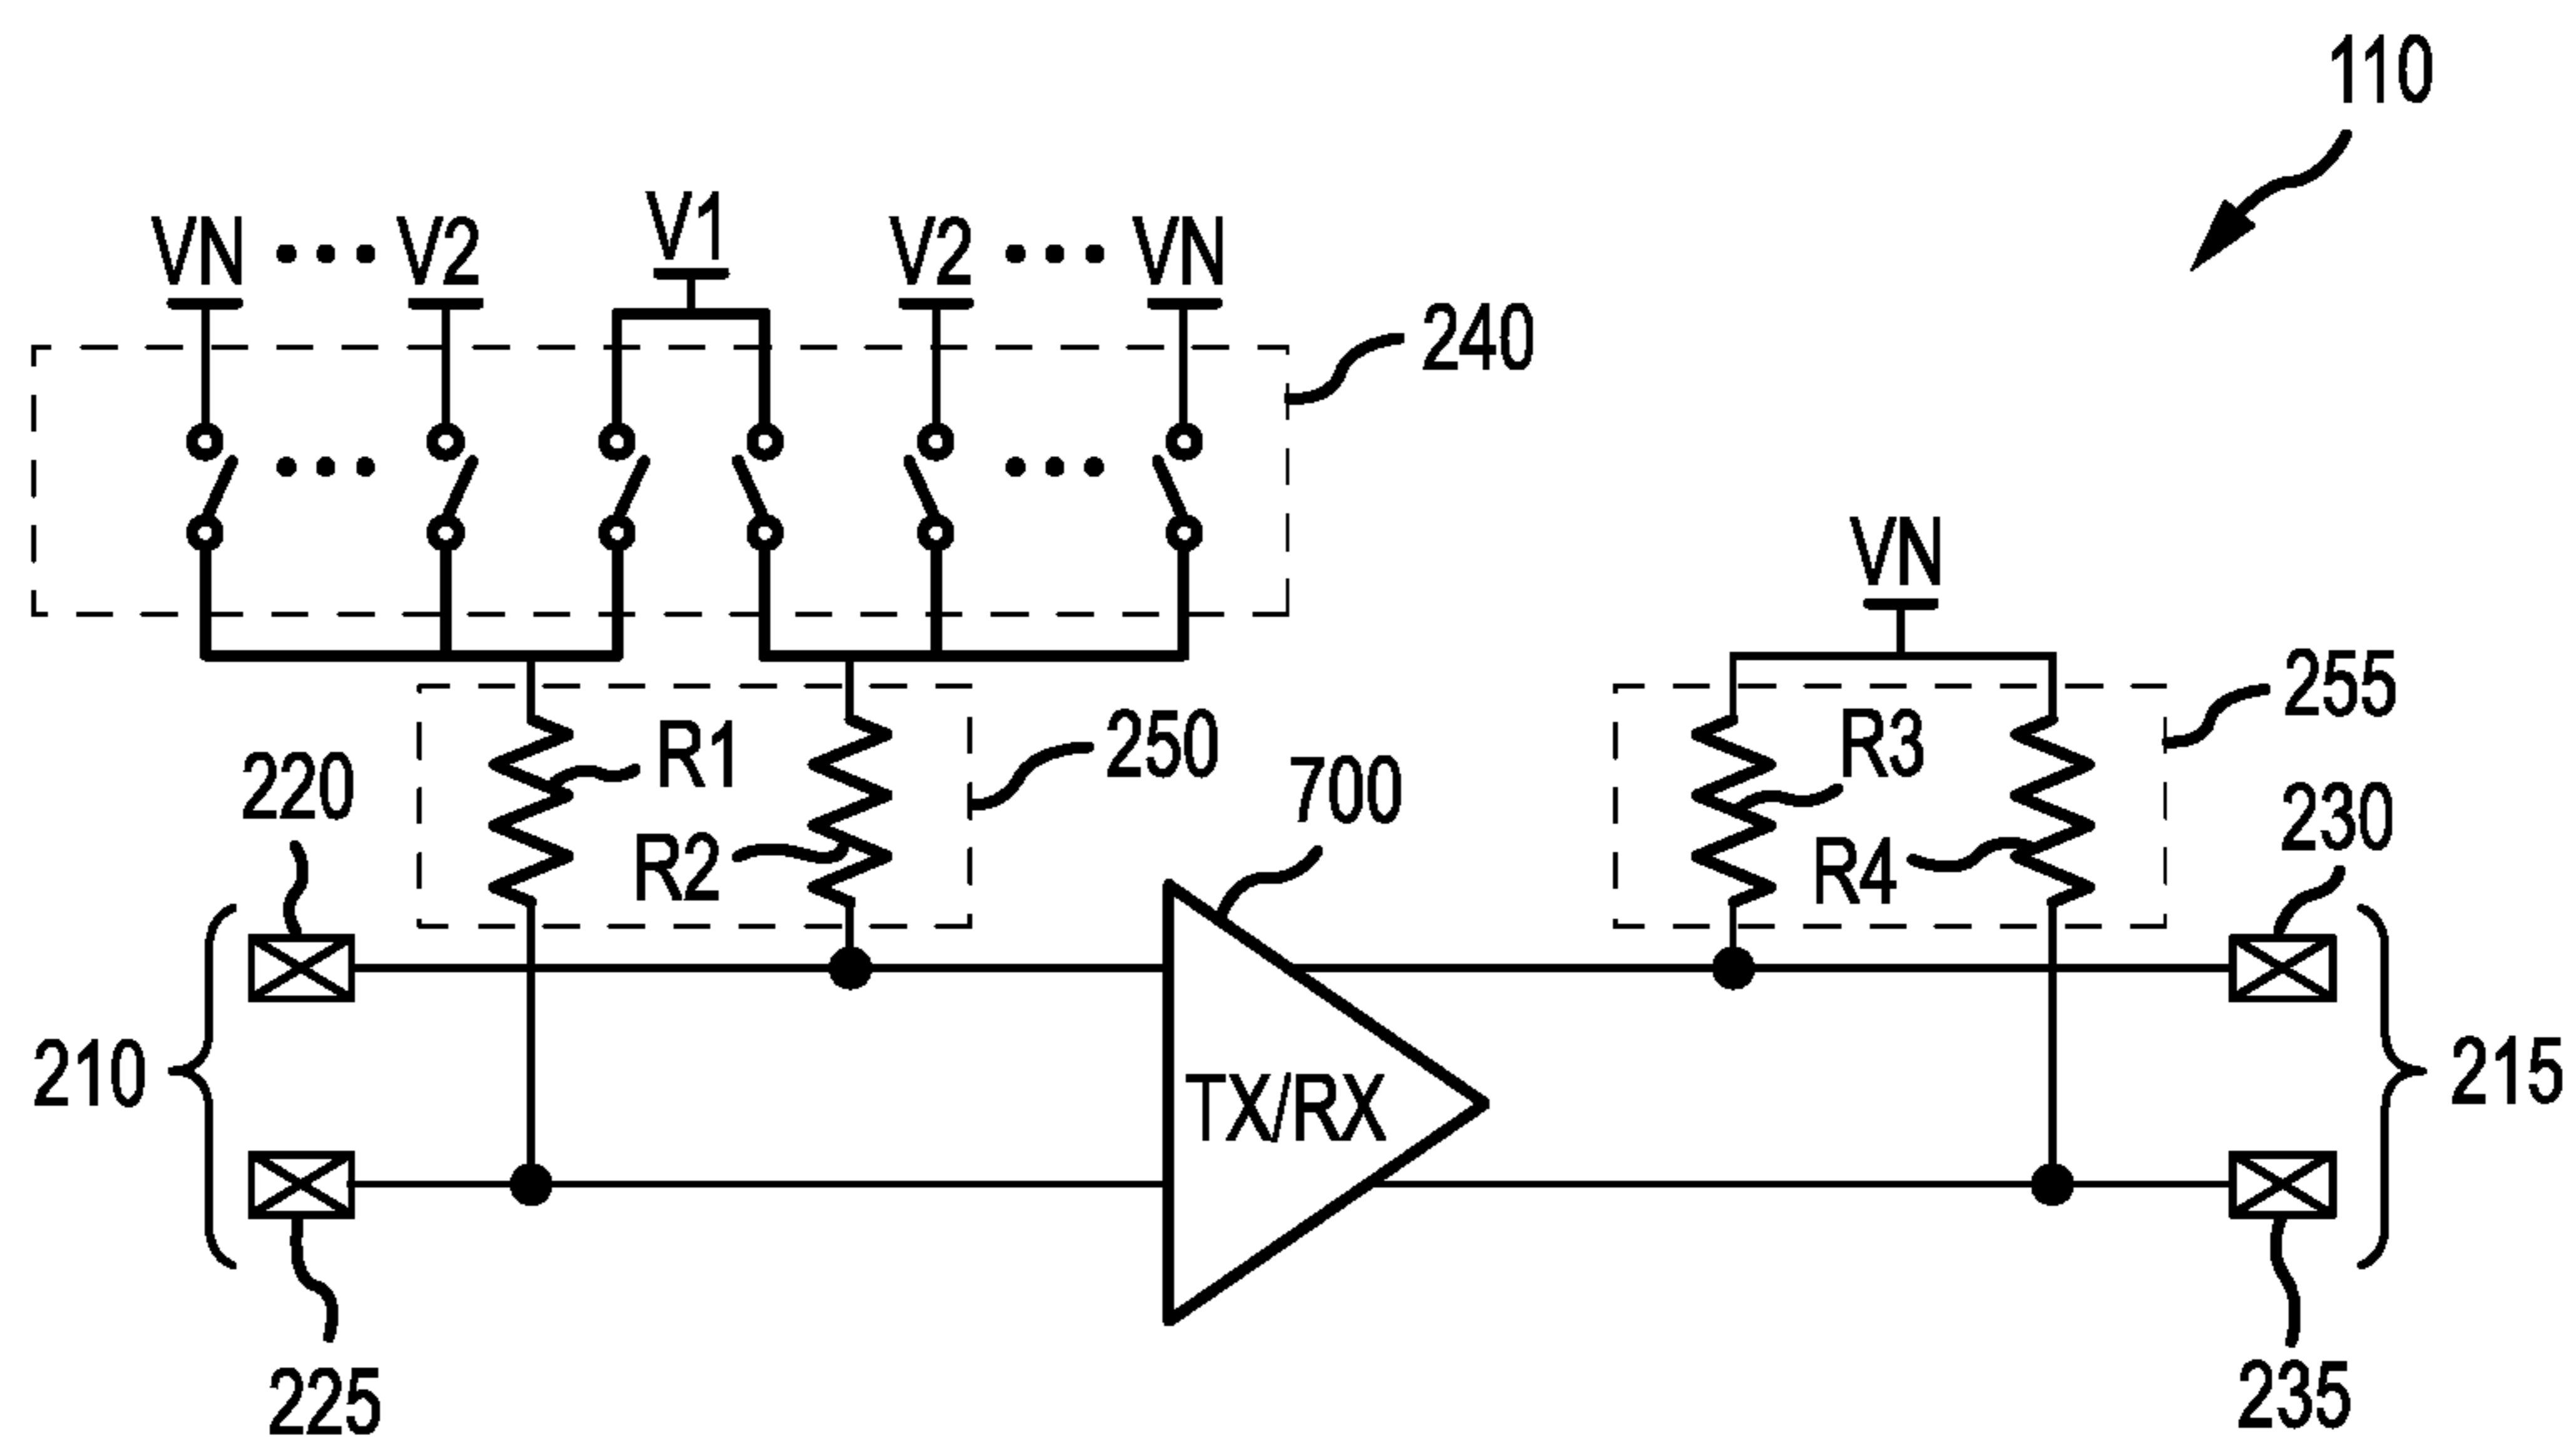 110
VN ••• V2 V1 V2 ••• VN
240
VN
255
R1 250 R3
220 R2 700 R4 230
210 TX/RX 215
225 235